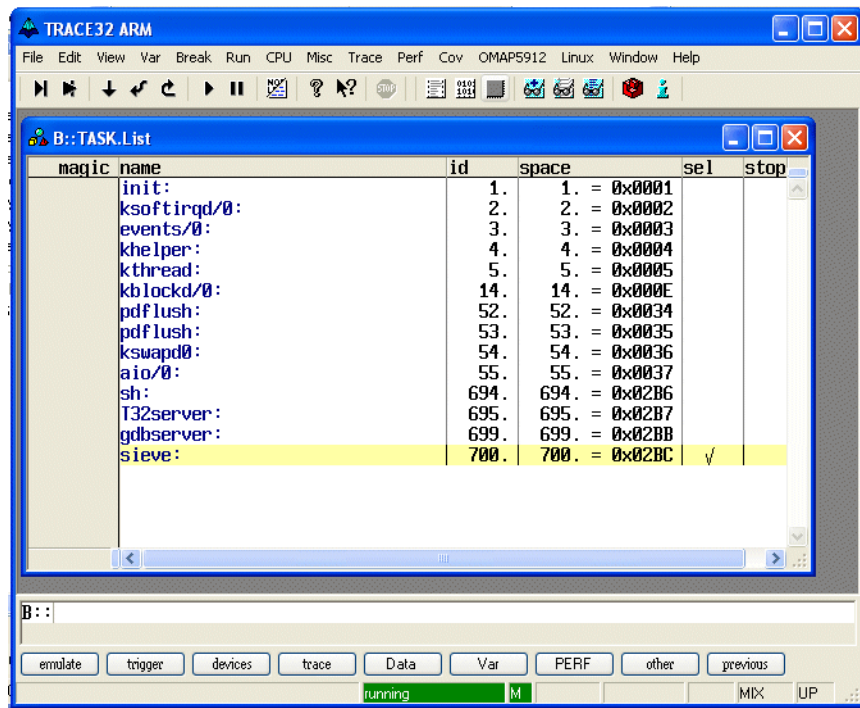 TRACE32 ARM
File Edit View Var Break Run CPU Misc Trace Perf Cov OMAP5912 Linux Window Help
B::TASK.List
magic name id space sel stop
init: 1. 1. = 0x0001
ksoftirqd/0: 2. 2. = 0x0002
events/0: 3. 3. = 0x0003
khelper: 4. 4. = 0x0004
kthread: 5. 5. = 0x0005
kblockd/0: 14. 14. = 0x000E
pdflush: 52. 52. = 0x0034
pdflush: 53. 53. = 0x0035
kswapd0: 54. 54. = 0x0036
aio/0: 55. 55. = 0x0037
sh: 694. 694. = 0x02B6
T32server: 695. 695. = 0x02B7
gdbserver: 699. 699. = 0x02BB
sieve: 700. 700. = 0x02BC √
B::
emulate trigger devices trace Data Var PERF other previous
running M MIX UP